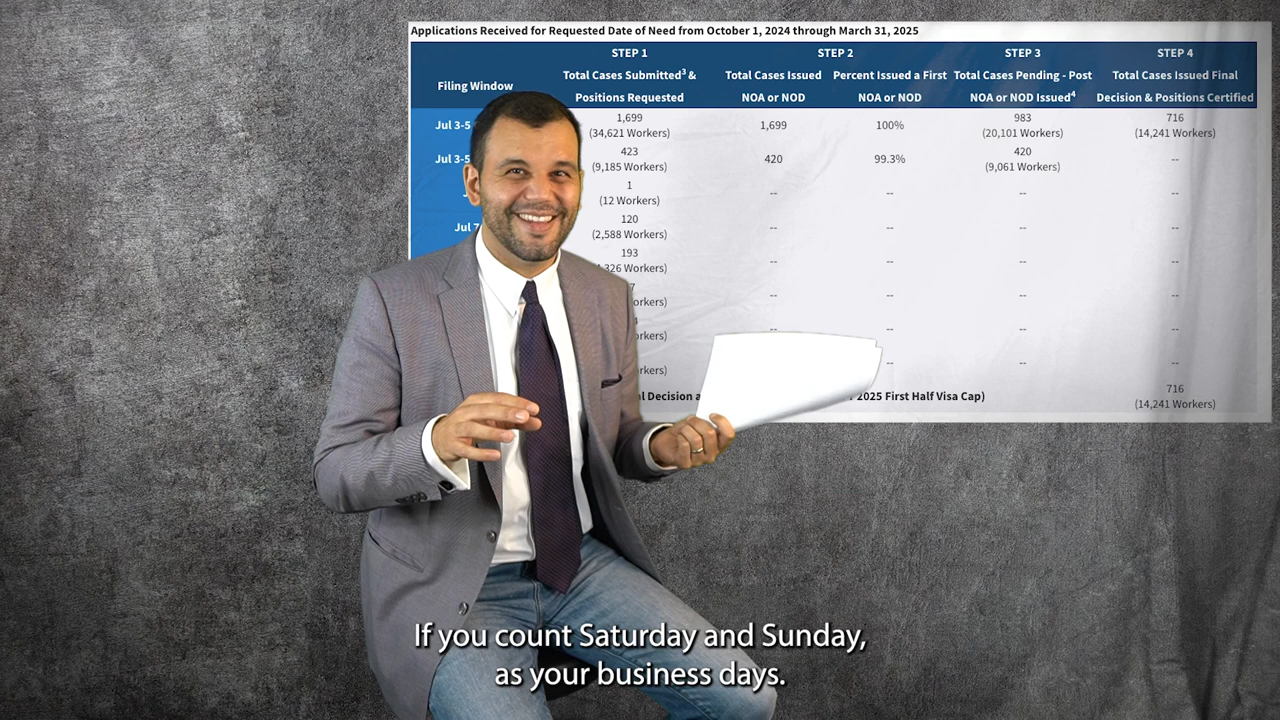 Applications Received for Requested Date of Need from October 1, 2024 through March 31, 2025
STEP 1 STEP 2 STEP 3 STEP 4
Filing Window
Total Cases Submitted³ & Positions Requested
Total Cases Issued NOA or NOD
Percent Issued a First NOA or NOD
Total Cases Pending - Post NOA or NOD Issued⁴
Total Cases Issued Final Decision & Positions Certified
Jul 3-5 1,699 (34,621 Workers) 1,699 100% 983 (20,101 Workers) 716 (14,241 Workers)
Jul 3-5 423 (9,185 Workers) 420 99.3% 420 (9,061 Workers) --
1 (12 Workers) -- -- -- --
Jul 7 120 (2,588 Workers) -- -- -- --
193 326 Workers) -- -- -- --
-- -- -- --
-- -- -- --
-- -- --
Decision 2025 First Half Visa Cap) 716 (14,241 Workers)
If you count Saturday and Sunday,
as your business days.